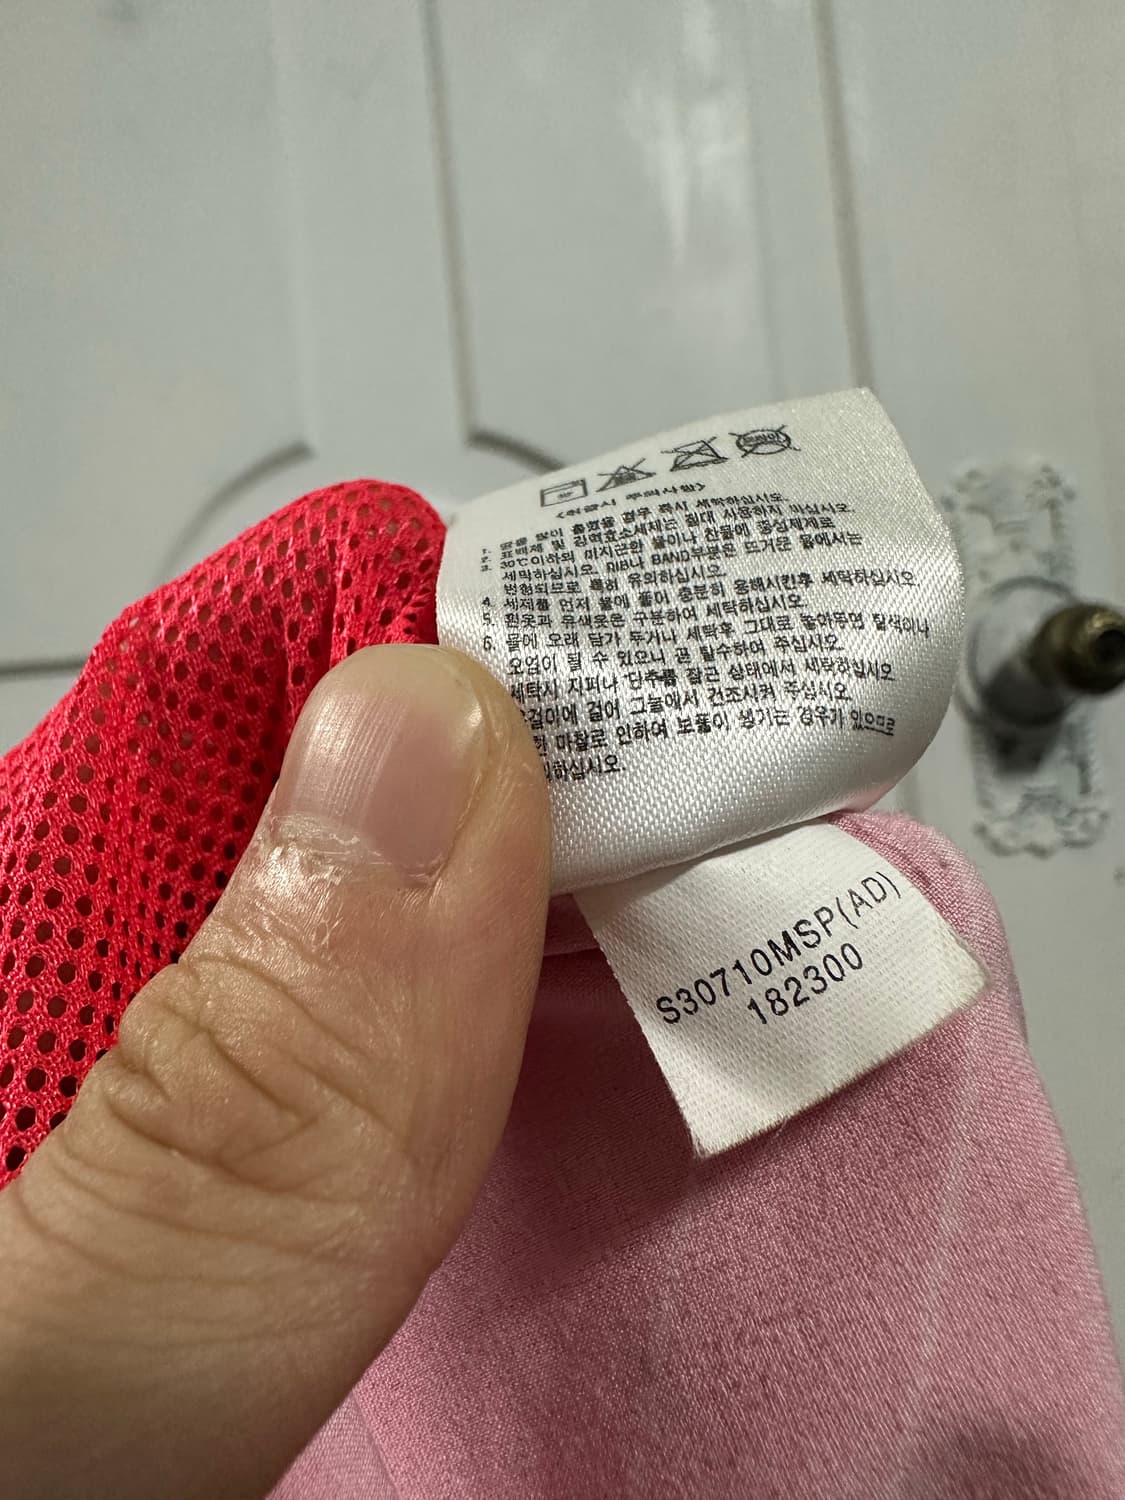 <취급시 주의사항>
1. 땀을 많이 흘렸을 경우 즉시 세탁하십시오.
2. 표백제 및 강력효소세제는 절대 사용하지 마십시오.
3. 30℃이하의 미지근한 물이나 찬물에 중성세제로
세탁하십시오. RIB나 BAND부분은 뜨거운 물에서는
변형되므로 특히 유의하십시오.
4. 세제를 먼저 물에 풀어 충분히 용해시킨후 세탁하십시오.
5. 흰옷과 유색옷은 구분하여 세탁하십시오.
6. 물에 오래 담가 두거나 세탁후 그대로 놓아두면 탈색이나
오염이 될 수 있으니 곧 탈수하여 주십시오.
세탁시 지퍼나 단추를 잠근 상태에서 세탁하십시오
걸이에 걸어 그늘에서 건조시켜 주십시오
마찰로 인하여 보풀이 생기는 경우가 있으므로
하십시오.
S30710MSP(AD)
182300